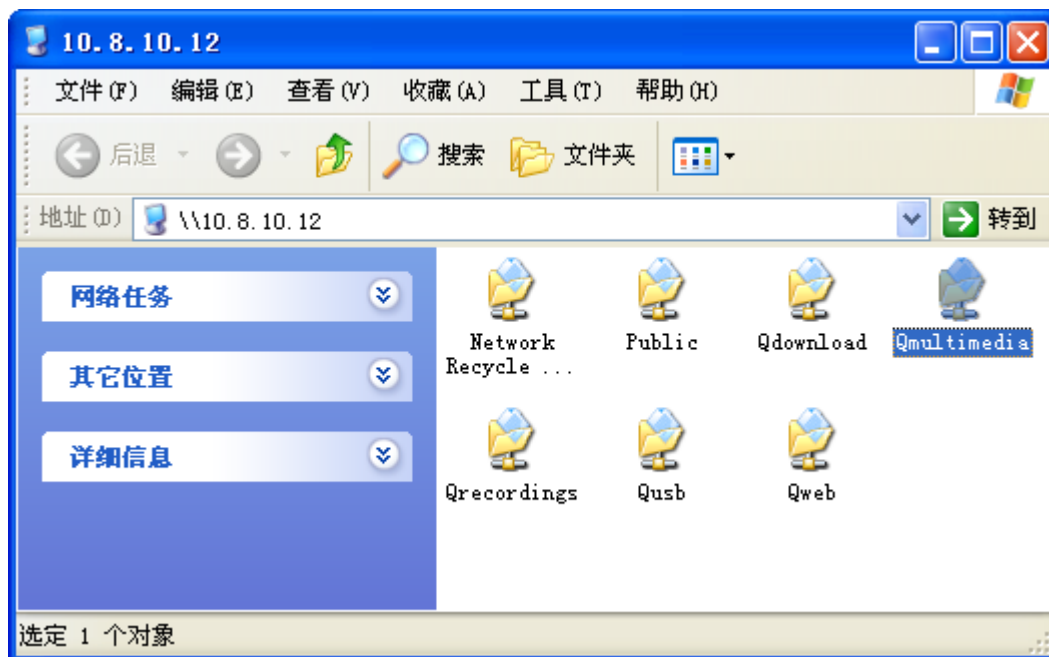 10.8.10.12
文件(F) 编辑(E) 查看(V) 收藏(A) 工具(T) 帮助(H)
后退 搜索 文件夹
地址(D) \\10.8.10.12 转到
网络任务
其它位置
详细信息
Network Recycle ...
Public
Qdownload
Qmultimedia
Qrecordings
Qusb
Qweb
选定 1 个对象